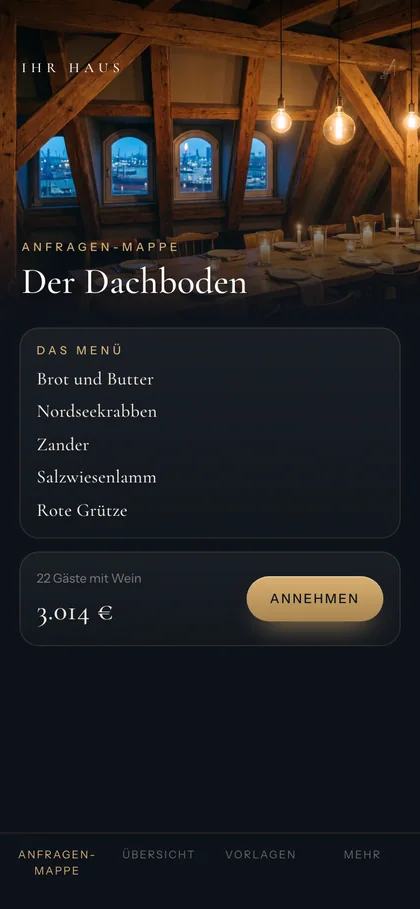 IHR HAUS
ANFRAGEN-MAPPE
Der Dachboden
DAS MENÜ
Brot und Butter
Nordseekrabben
Zander
Salzwiesenlamm
Rote Grütze
22 Gäste mit Wein
3.014 €
ANNEHMEN
ANFRAGEN-
MAPPE
ÜBERSICHT
VORLAGEN
MEHR